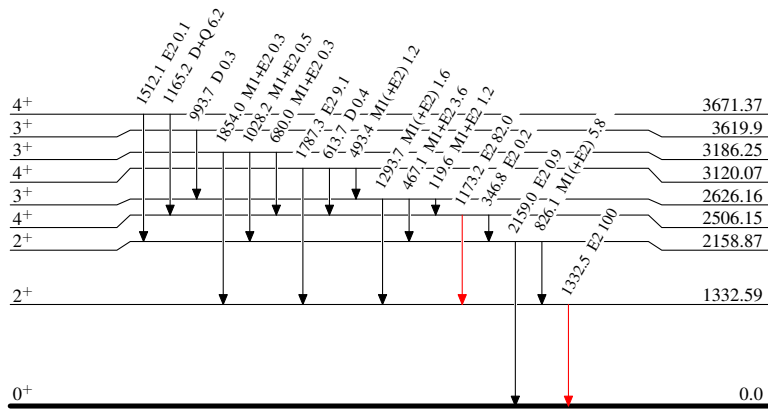 1512.1 E2 0.1
1165.2 D+Q 6.2
993.7 D 0.3
1854.0 M1+E2 0.3
1028.2 M1+E2 0.5
680.0 M1+E2 0.3
1787.3 E2 9.1
613.7 D 0.4
493.4 M1(+E2) 1.2
1293.7 M1(+E2) 1.6
467.1 M1+E2 3.6
119.6 M1+E2 1.2
1173.2 E2 82.0
346.8 E2 0.2
2159.0 E2 0.9
826.1 M1(+E2) 5.8
1332.5 E2 100
4+ 3671.37
3+ 3619.9
3+ 3186.25
4+ 3120.07
3+ 2626.16
4+ 2506.15
2+ 2158.87
2+ 1332.59
0+ 0.0